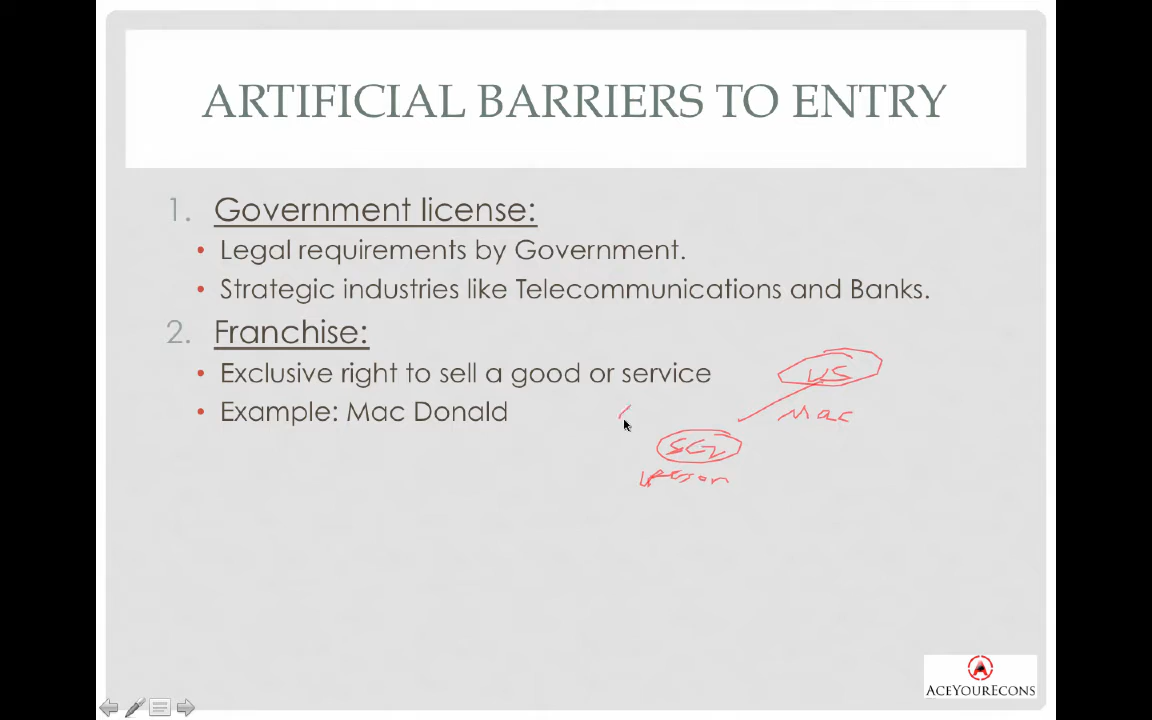 ARTIFICIAL BARRIERS TO ENTRY
1. Government license:
• Legal requirements by Government.
• Strategic industries like Telecommunications and Banks.
2. Franchise:
• Exclusive right to sell a good or service
• Example: Mac Donald
US
Mac
person
ACEYOURECONS